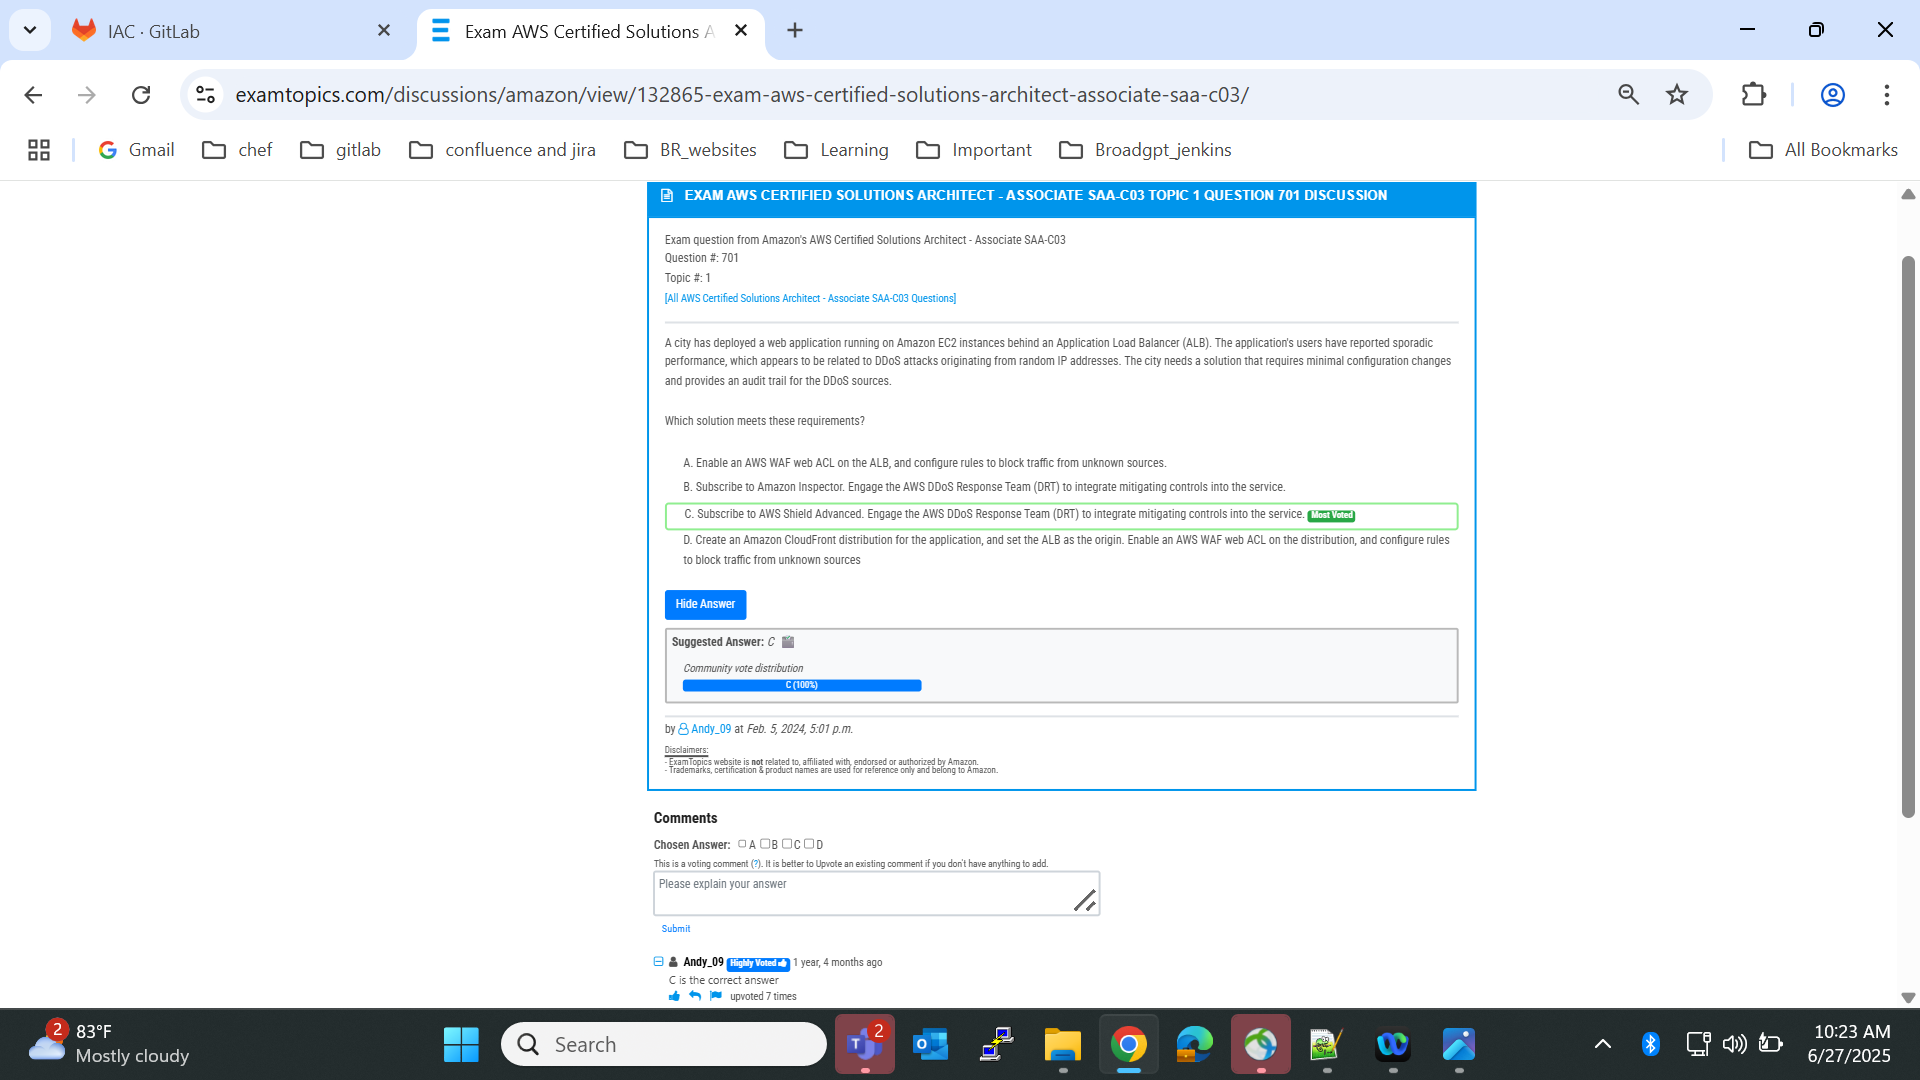 IAC · GitLab
Exam AWS Certified Solutions A
examtopics.com/discussions/amazon/view/132865-exam-aws-certified-solutions-architect-associate-saa-c03/
Gmail
chef
gitlab
confluence and jira
BR_websites
Learning
Important
Broadgpt_jenkins
All Bookmarks
EXAM AWS CERTIFIED SOLUTIONS ARCHITECT - ASSOCIATE SAA-C03 TOPIC 1 QUESTION 701 DISCUSSION
Exam question from Amazon's AWS Certified Solutions Architect - Associate SAA-C03
Question #: 701
Topic #: 1
[All AWS Certified Solutions Architect - Associate SAA-C03 Questions]
A city has deployed a web application running on Amazon EC2 instances behind an Application Load Balancer (ALB). The application's users have reported sporadic
performance, which appears to be related to DDoS attacks originating from random IP addresses. The city needs a solution that requires minimal configuration changes
and provides an audit trail for the DDoS sources.
Which solution meets these requirements?
A. Enable an AWS WAF web ACL on the ALB, and configure rules to block traffic from unknown sources.
B. Subscribe to Amazon Inspector. Engage the AWS DDoS Response Team (DRT) to integrate mitigating controls into the service.
C. Subscribe to AWS Shield Advanced. Engage the AWS DDoS Response Team (DRT) to integrate mitigating controls into the service. Most Voted
D. Create an Amazon CloudFront distribution for the application, and set the ALB as the origin. Enable an AWS WAF web ACL on the distribution, and configure rules
to block traffic from unknown sources
Hide Answer
Suggested Answer: C
Community vote distribution
C (100%)
by Andy_09 at Feb. 5, 2024, 5:01 p.m.
Disclaimers:
- ExamTopics website is not related to, affiliated with, endorsed or authorized by Amazon.
- Trademarks, certification & product names are used for reference only and belong to Amazon.
Comments
Chosen Answer: A B C D
This is a voting comment (?). It is better to Upvote an existing comment if you don't have anything to add.
Please explain your answer
Submit
Andy_09 Highly Voted 1 year, 4 months ago
C is the correct answer
upvoted 7 times
2
83°F
Mostly cloudy
Search
2
10:23 AM
6/27/2025